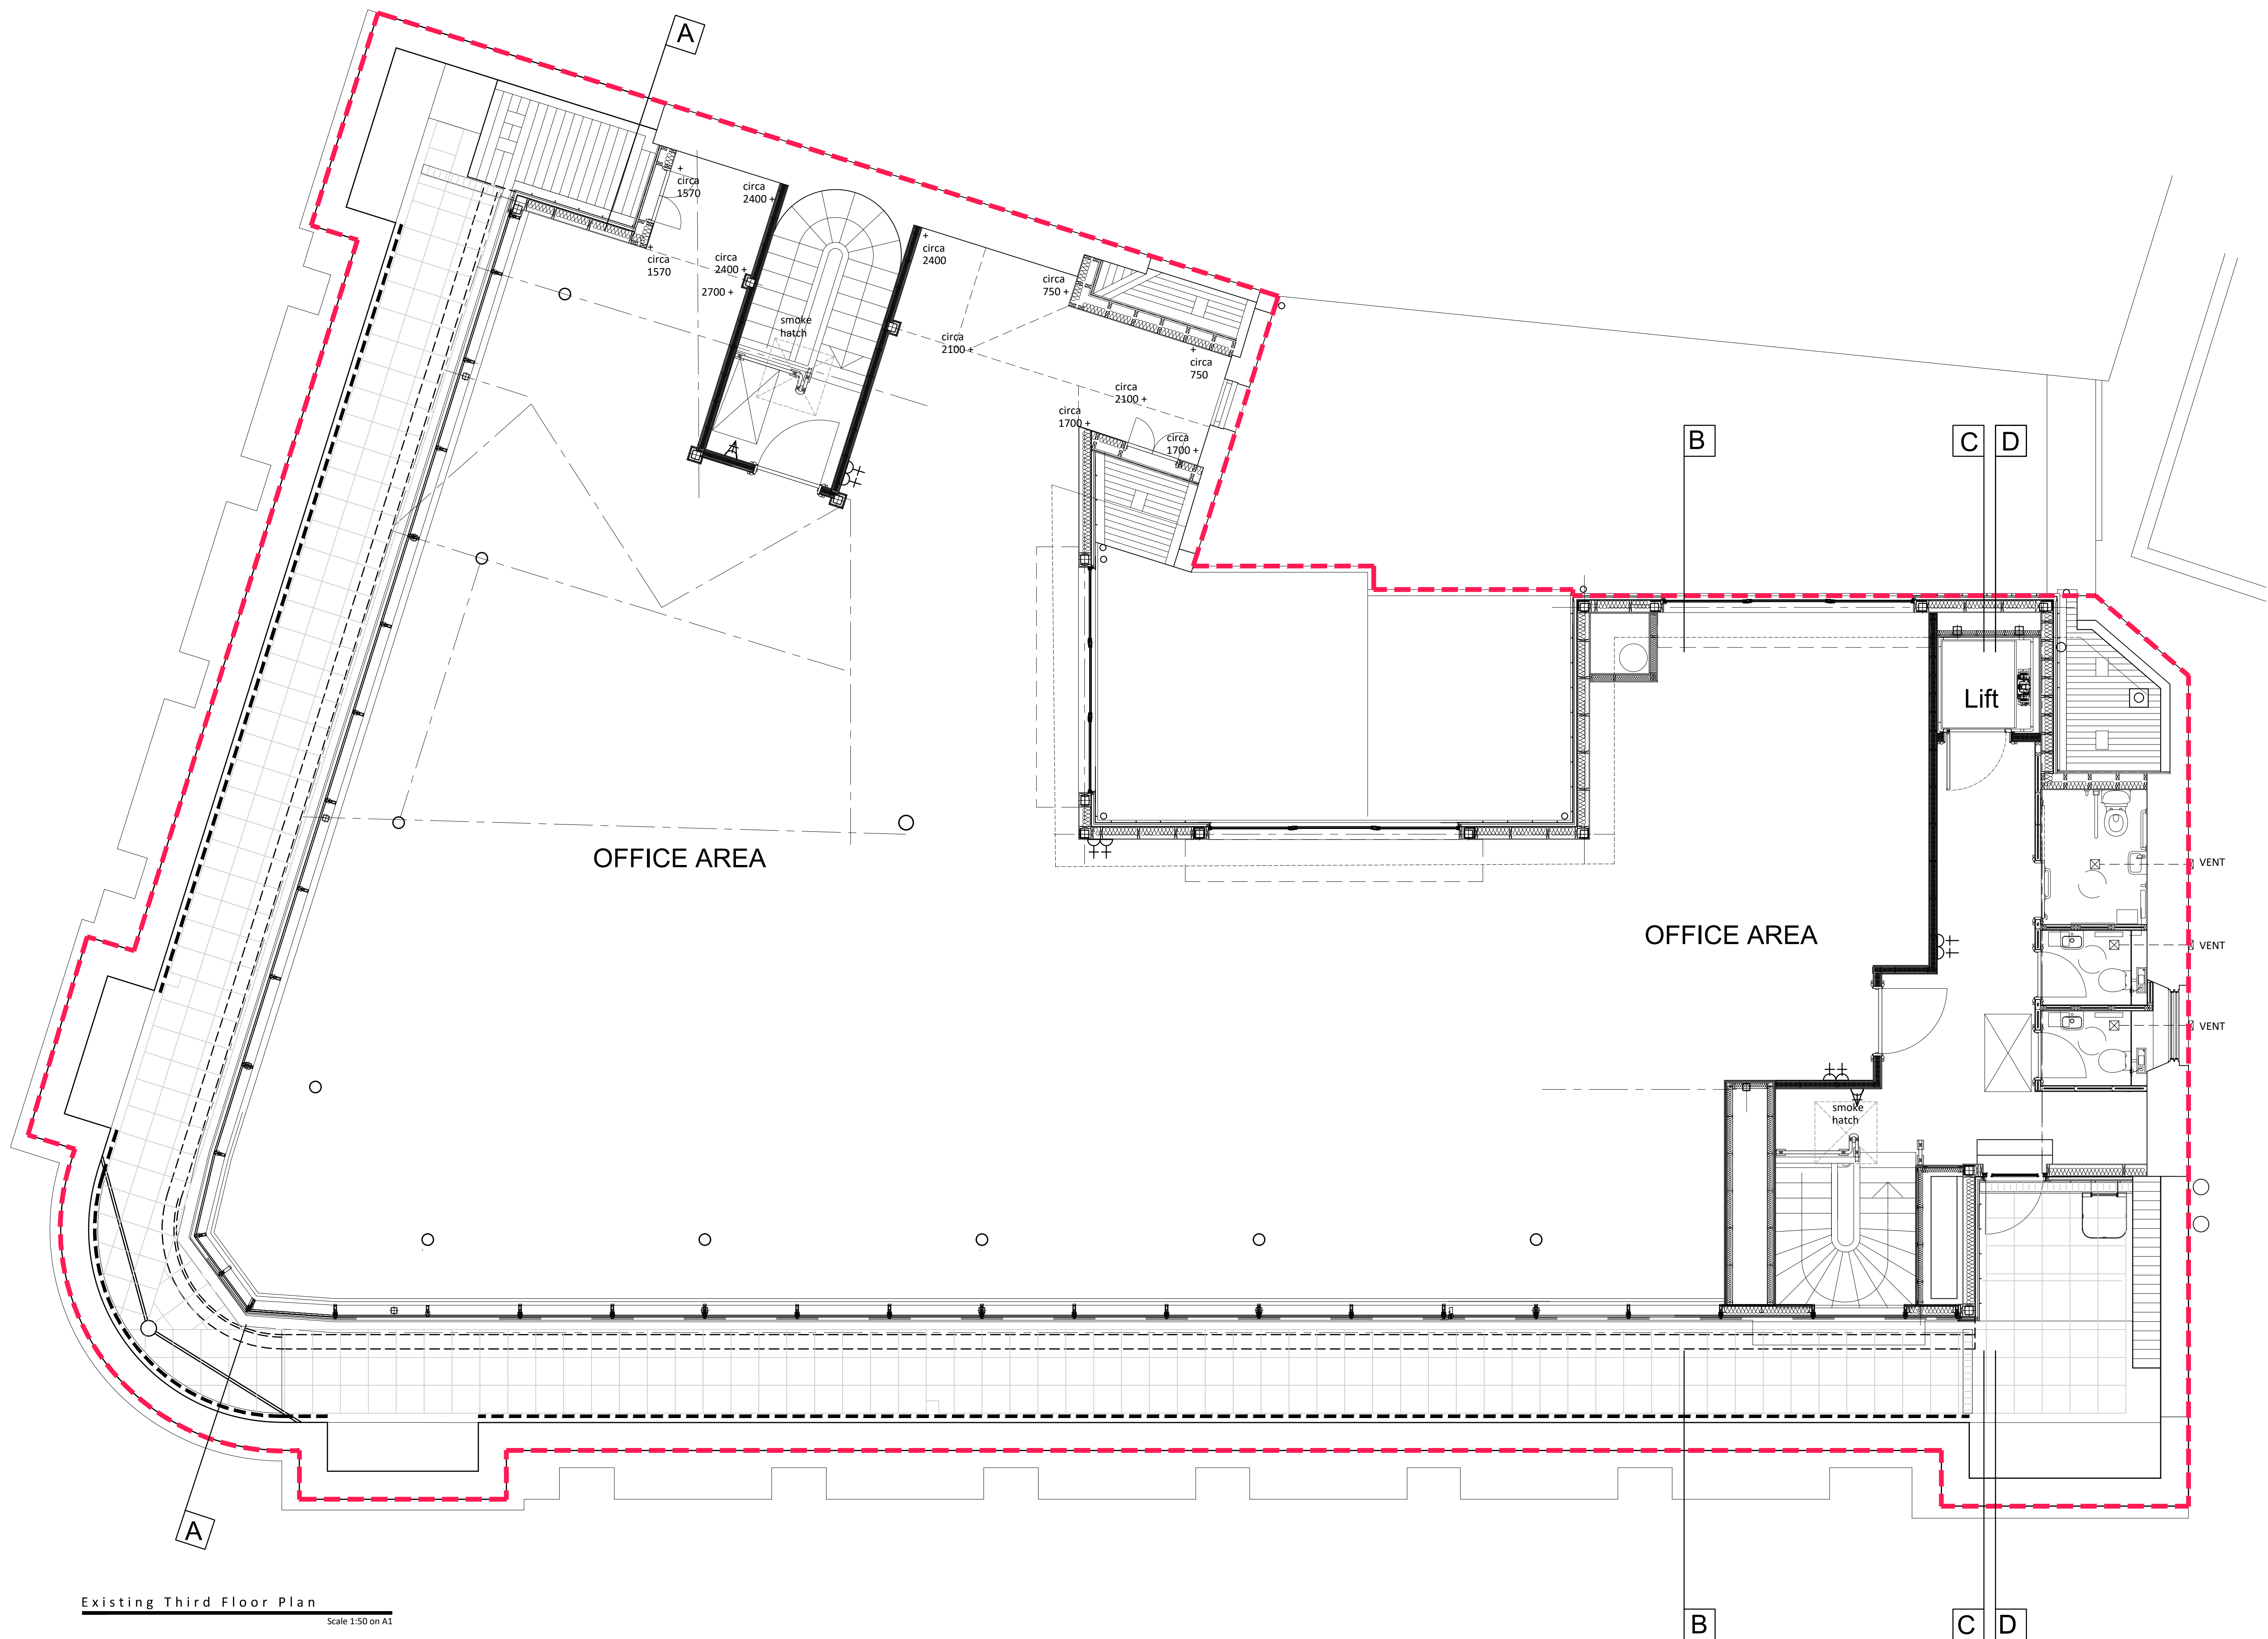 A
+
circa
1570
circa
2400 +
+
circa
2400
+
circa
1570
circa
2400 +
2700 +
circa
750 +
smoke
hatch
circa
2100 +
+
circa
750
circa
2100 +
circa
1700 +
circa
1700 +
B
C
D
Lift
OFFICE AREA
VENT
OFFICE AREA
VENT
VENT
smoke
hatch
A
Existing Third Floor Plan
Scale 1:50 on A1
B
C
D